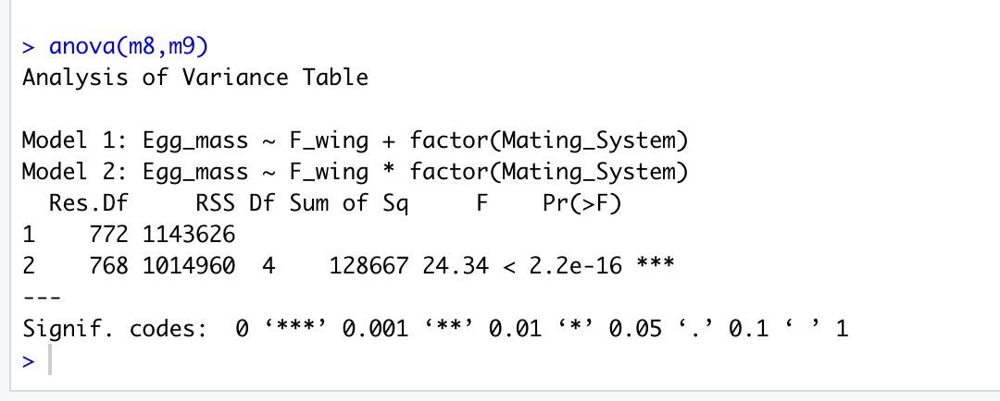 > anova(m8,m9)
Analysis of Variance Table
Model 1: Egg_mass ~ F_wing + factor(Mating_System)
Model 2: Egg_mass ~ F_wing * factor(Mating_System)
  Res.Df     RSS Df Sum of Sq     F    Pr(>F)
1    772 1143626
2    768 1014960  4    128667 24.34 < 2.2e-16 ***
---
Signif. codes:  0 ‘***’ 0.001 ‘**’ 0.01 ‘*’ 0.05 ‘.’ 0.1 ‘ ’ 1
>